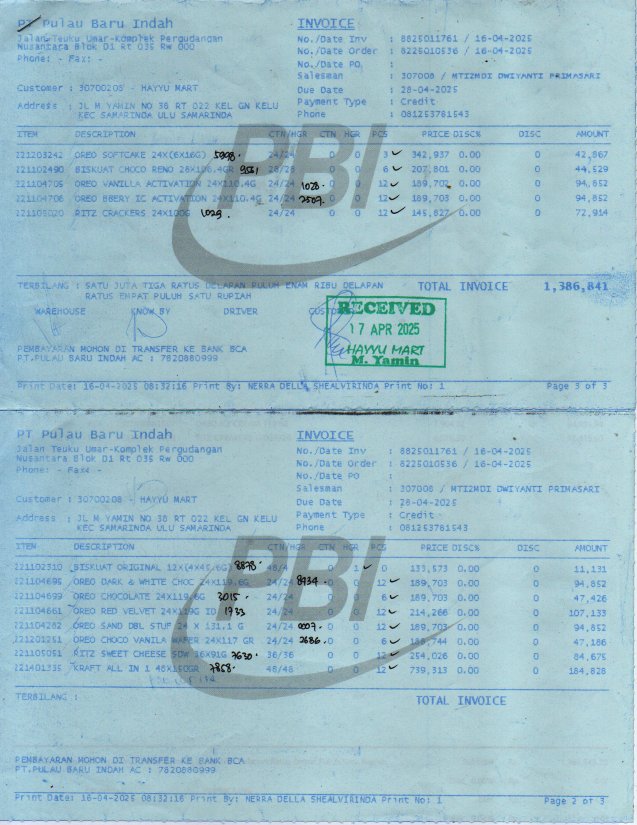 PT Pulau Baru Indah
INVOICE
Jalan Teuku Umar-Komplek Pergudangan
Nusantara Blok D1 Rt 035 Rw 000
Phone: - Fax: -
No./Date Inv : 8825011761 / 16-04-2025
No./Date Order : 8225010536 / 16-04-2025
No./Date PO :
Salesman : 307008 / MTI2MDI DWIYANTI PRIMASARI
Customer : 30700208 - HAYYU MART
Due Date : 28-04-2025
Address : JL M YAMIN NO 38 RT 022 KEL GN KELU
KEC SAMARINDA ULU SAMARINDA
Payment Type : Credit
Phone : 081253781543
ITEM DESCRIPTION CTN/HGR CTN HGR PCS PRICE DISC% DISC AMOUNT
221203242 OREO SOFTCAKE 24X(6X16G) 24/24 0 0 3 342,937 0.00 0 42,867
221102490 BISKUAT CHOCO RENO 28X106.4GR 9551 28/28 0 0 6 207,801 0.00 0 44,529
221104705 OREO VANILLA ACTIVATION 24X110.4G 24/24 1028. 0 0 12 189,702 0.00 0 94,852
221104708 OREO BBERY IC ACTIVATION 24X110.4G 24/24 2507. 0 0 12 189,703 0.00 0 94,852
221105020 RITZ CRACKERS 24X100G 1029. 24/24 0 0 12 145,827 0.00 0 72,914
TERBILANG : SATU JUTA TIGA RATUS DELAPAN PULUH ENAM RIBU DELAPAN
RATUS EMPAT PULUH SATU RUPIAH
TOTAL INVOICE 1,386,841
WAREHOUSE KNOW BY DRIVER
RECEIVED
17 APR 2025
HAYYU MART
M. Yamin
PEMBAYARAN MOHON DI TRANSFER KE BANK BCA
PT.PULAU BARU INDAH AC : 7820880999
Print Date: 16-04-2025 08:32:16 Print By: NERRA DELLA SHEALVIRINDA Print No: 1 Page 3 of 3
PBI
PT Pulau Baru Indah
INVOICE
Jalan Teuku Umar-Komplek Pergudangan
Nusantara Blok D1 Rt 035 Rw 000
Phone: - Fax: -
No./Date Inv : 8825011761 / 16-04-2025
No./Date Order : 8225010536 / 16-04-2025
No./Date PO :
Salesman : 307008 / MTI2MDI DWIYANTI PRIMASARI
Customer : 30700208 - HAYYU MART
Due Date : 28-04-2025
Address : JL M YAMIN NO 38 RT 022 KEL GN KELU
KEC SAMARINDA ULU SAMARINDA
Payment Type : Credit
Phone : 081253781543
ITEM DESCRIPTION CTN/HGR CTN HGR PCS PRICE DISC% DISC AMOUNT
221102310 BISKUAT ORIGINAL 12X(4X45,6G) 8878. 48/4 0 1 0 133,573 0.00 0 11,131
221104695 OREO DARK & WHITE CHOC 24X119.6G 24/24 8434. 0 0 12 189,703 0.00 0 94,852
221104699 OREO CHOCOLATE 24X119.6G 3015. 24/24 0 0 6 189,703 0.00 0 47,426
221104661 OREO RED VELVET 24X110G ID 1733 24/24 0 0 12 214,266 0.00 0 107,133
221104262 OREO SAND DBL STUF 24 X 131.1 G 24/24 0007. 0 0 12 189,703 0.00 0 94,852
221201251 OREO CHOCO VANILA WAFER 24X117 GR 24/24 2686. 0 0 6 188,744 0.00 0 47,186
221105051 RITZ SWEET CHEESE SDW 36X91G 7630. 36/36 0 0 12 254,026 0.00 0 84,675
221401335 KRAFT ALL IN 1 48X150GR 7858. 48/48 0 0 12 739,313 0.00 0 184,828
TERBILANG :
TOTAL INVOICE
PEMBAYARAN MOHON DI TRANSFER KE BANK BCA
PT.PULAU BARU INDAH AC : 7820880999
Print Date: 16-04-2025 08:32:16 Print By: NERRA DELLA SHEALVIRINDA Print No: 1 Page 2 of 3
PBI